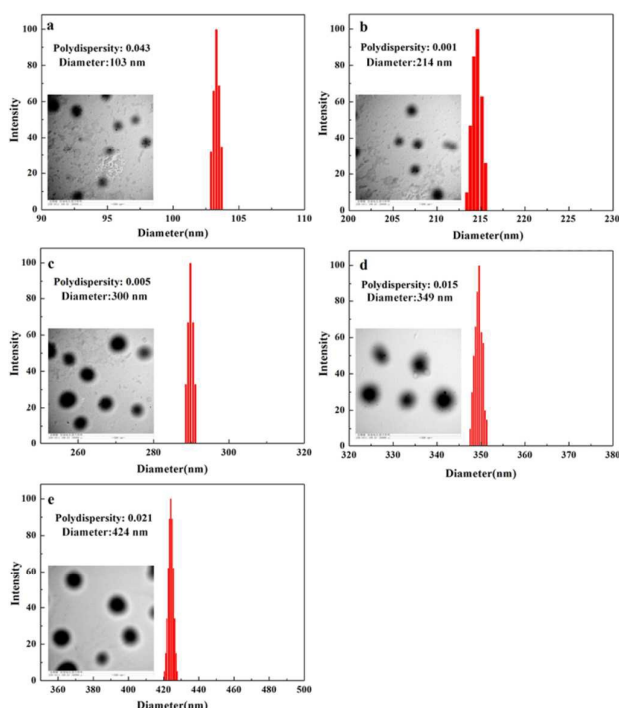 a
Polydispersity: 0.043
Diameter:103 nm
Intensity
100
80
60
40
20
0
90
95
100
105
110
Diameter(nm)
b
Polydispersity: 0.001
Diameter:214 nm
Intensity
100
80
60
40
20
0
200
205
210
215
220
225
230
Diameter(nm)
c
Polydispersity: 0.005
Diameter:300 nm
Intensity
100
80
60
40
20
0
260
280
300
320
Diameter(nm)
d
Polydispersity: 0.015
Diameter:349 nm
Intensity
100
80
60
40
20
0
320
330
340
350
360
370
380
Diameter(nm)
e
Polydispersity: 0.021
Diameter:424 nm
Intensity
100
80
60
40
20
0
360
380
400
420
440
460
480
500
Diameter(nm)